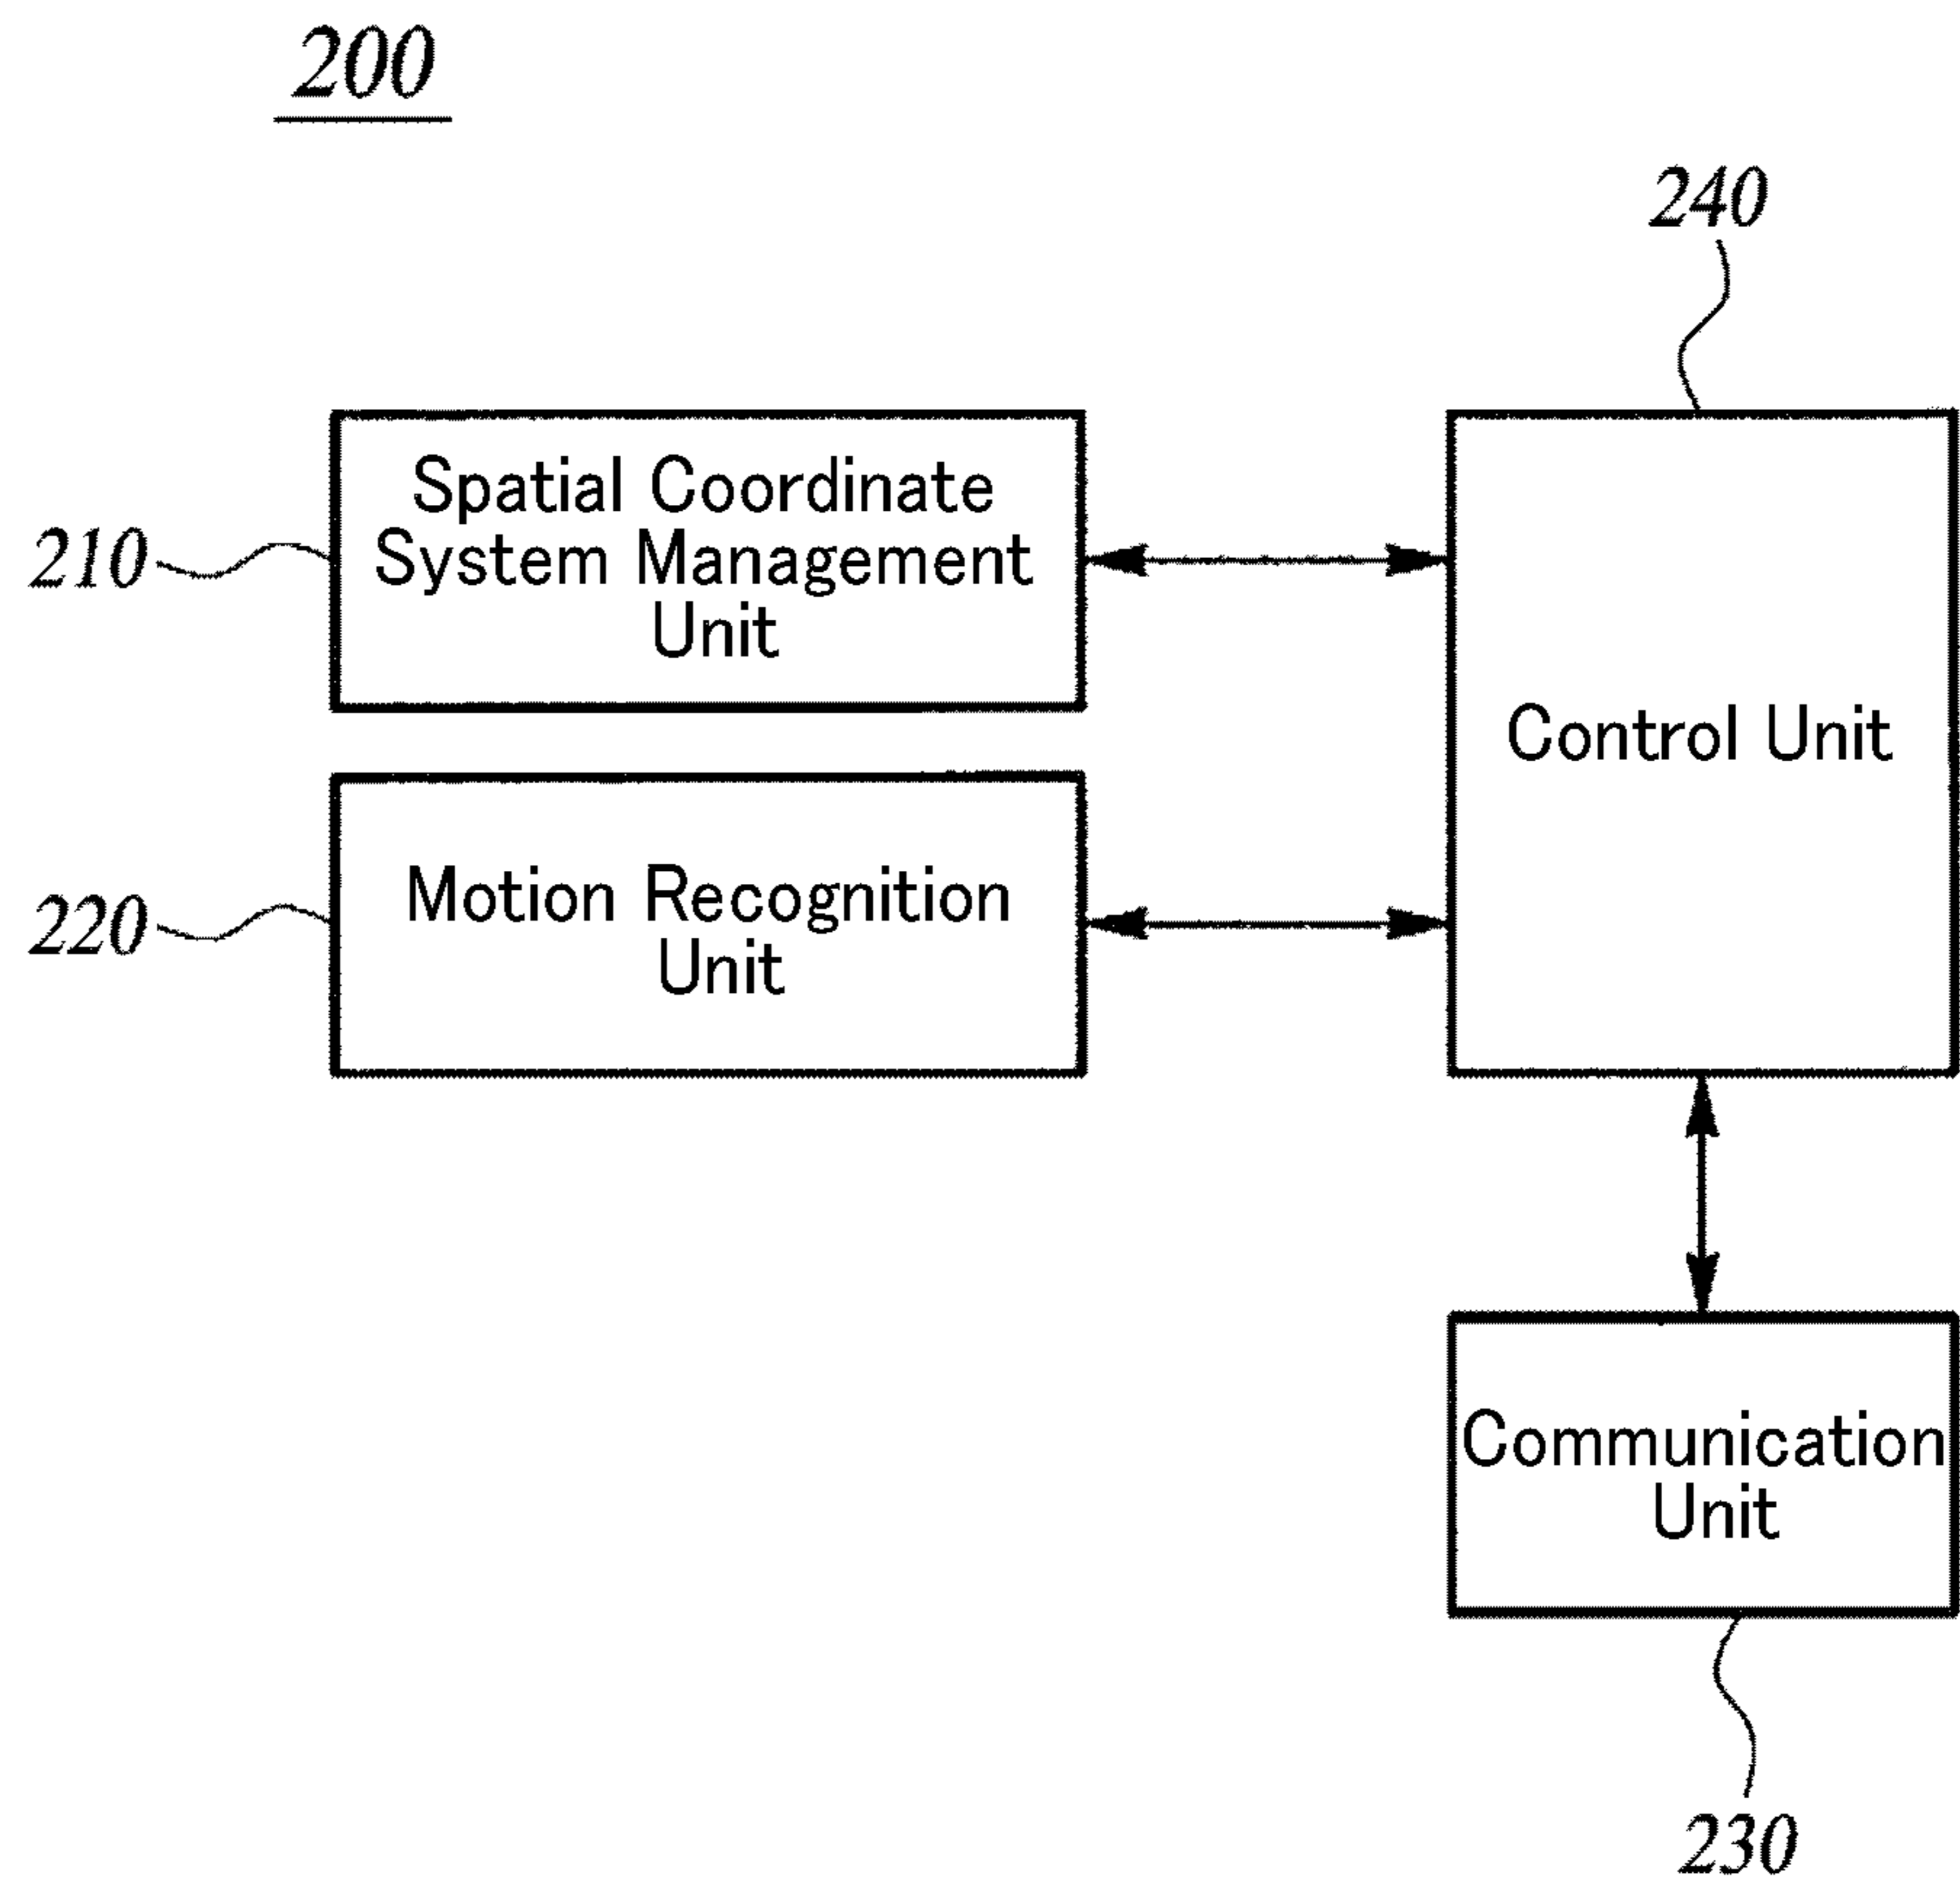 200
240
210
Spatial Coordinate
System Management
Unit
Control Unit
220
Motion Recognition
Unit
Communication
Unit
230